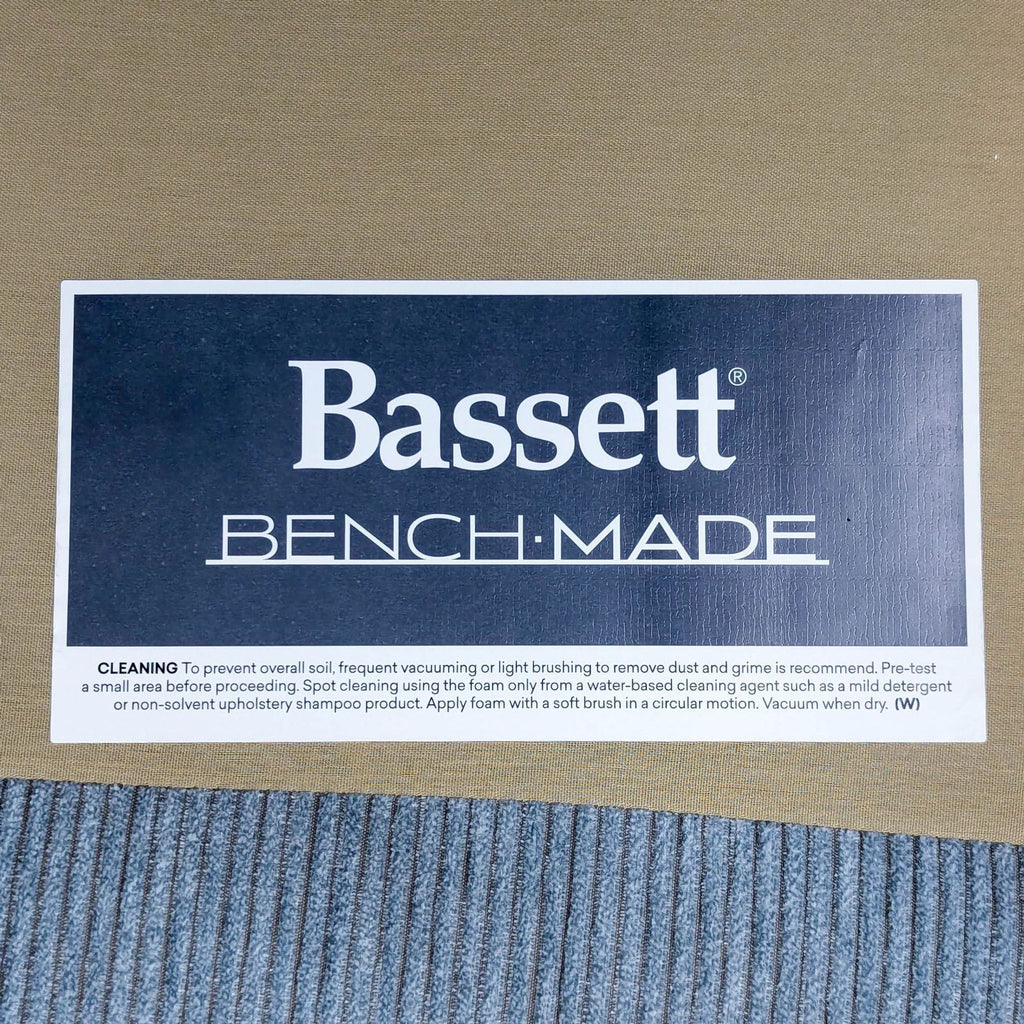 Bassett®
BENCH·MADE
CLEANING To prevent overall soil, frequent vacuuming or light brushing to remove dust and grime is recommend. Pre-test
a small area before proceeding. Spot cleaning using the foam only from a water-based cleaning agent such as a mild detergent
or non-solvent upholstery shampoo product. Apply foam with a soft brush in a circular motion. Vacuum when dry. (W)